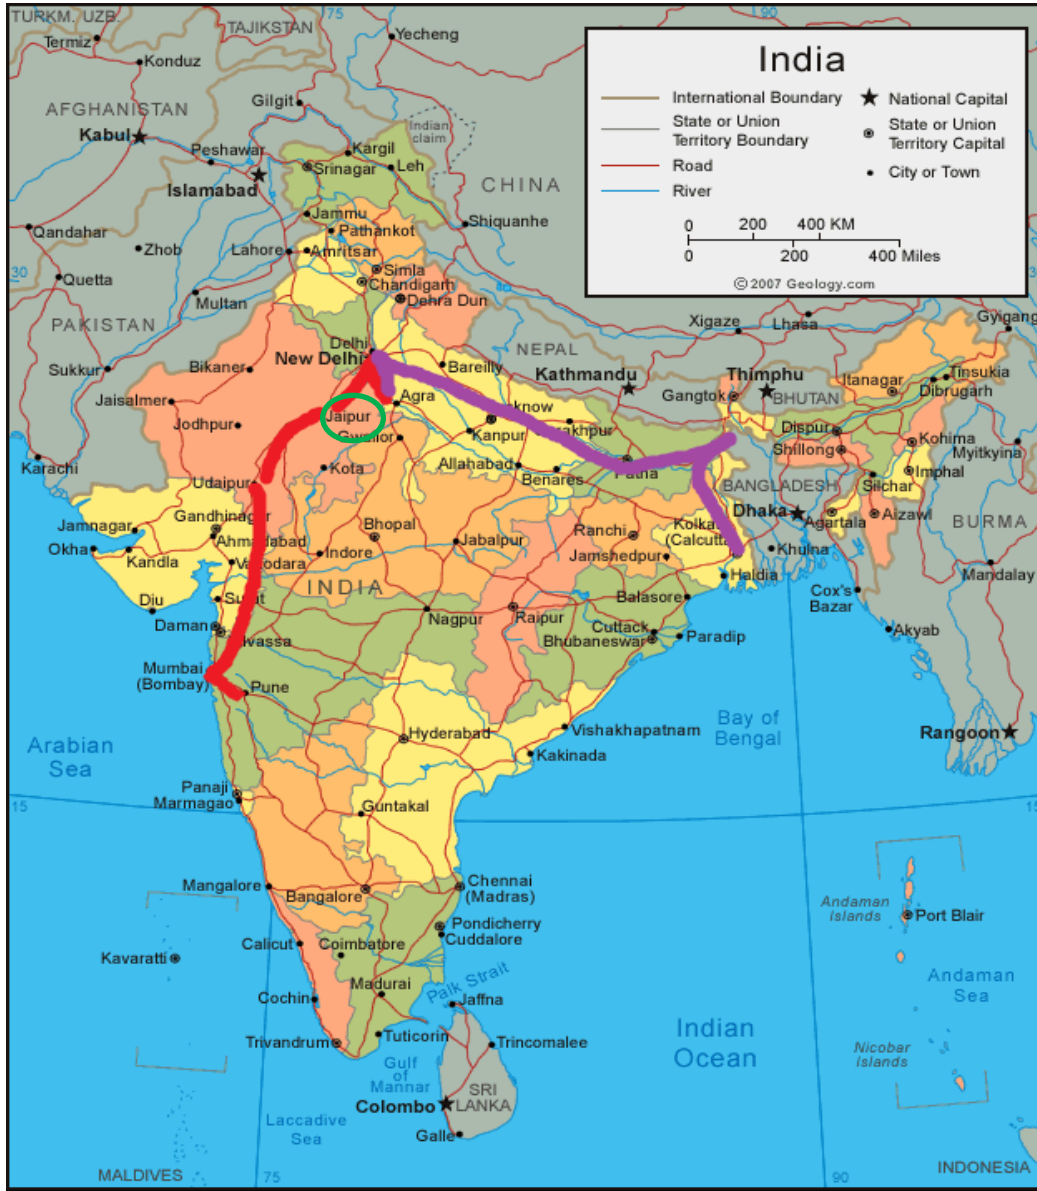 TURKM.
UZB.
TAJIKSTAN
75
90
Yecheng
Termiz
Konduz
India
International Boundary
State or Union
Territory Boundary
Road
River
National Capital
State or Union
Territory Capital
City or Town
0 200 400 KM
0 200 400 Miles
© 2007 Geology.com
AFGHANISTAN
Gilgit
Kabul
Indian
claim
Peshawar
Kargil
Srinagar
Leh
Islamabad
CHINA
Jammu
Shiquanhe
Qandahar
Pathankot
Zhob
Lahore
Amritsar
30
Simla
Quetta
Chandigarh
Multan
Dehra Dun
PAKISTAN
Xigaze
Lhasa
Gyigang
Delhi
New Delhi
NEPAL
Sukkur
Bikaner
Bareilly
Kathmandu
Thimphu
Tinsukia
Itanagar
Dibrugarh
Jaisalmer
Agra
Gangtok
BHUTAN
Jaipur
know
Jodhpur
Gwalior
Kanpur
rakhpur
Dispur
Kohima
Shillong
Myitkyina
Karachi
Kota
Allahabad
Benares
Patna
Imphal
Udaipur
BANGLADESH
Silchar
Gandhinagar
Dhaka
Jamnagar
Ahmadabad
Bhopal
Ranchi
Kolka
(Calcutt
Agartala
Aizawl
BURMA
Okha
Kandla
Indore
Jabalpur
Jamshedpur
Khulna
Vadodara
INDIA
Haldia
Mandalay
Diu
Surat
Balasore
Cox's
Bazar
Daman
Nagpur
Raipur
Cuttack
Akyab
lvassa
Bhubaneswar
Paradip
Mumbai
(Bombay)
Pune
Vishakhapatnam
Bay of
Bengal
Rangoon
Arabian
Sea
Hyderabad
Kakinada
Panaji
Marmagao
Guntakal
15
15
Mangalore
Bangalore
Chennai
(Madras)
Andaman
Islands
Port Blair
Pondicherry
Cuddalore
Calicut
Coimbatore
Kavaratti
Madurai
Palk Strait
Andaman
Sea
Cochin
Jaffna
Indian
Ocean
Trivandrum
Tuticorin
Trincomalee
Nicobar
Islands
Gulf
of
Mannar
SRI
LANKA
Colombo
Laccadive
Sea
Galle
MALDIVES
75
90
INDONESIA